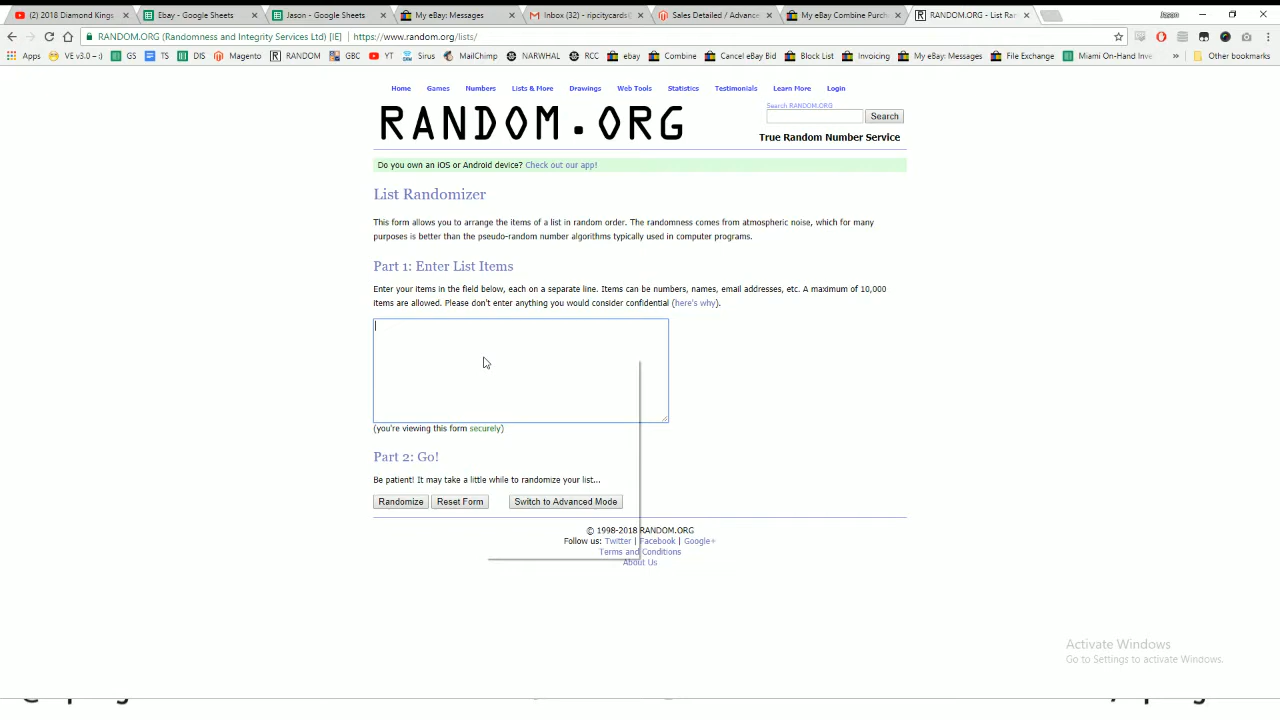 (2) 2018 Diamond Kings
Ebay - Google Sheets
Jason - Google Sheets
My eBay: Messages
Inbox (32) - ripcitycards@
Sales Detailed / Advance
My eBay Combine Purch
RANDOM.ORG - List Ran
Jason
RANDOM.ORG (Randomness and Integrity Services Ltd) [IE]
https://www.random.org/lists/
Apps
VE v3.0~(1)
GS
TS
DIS
Magento
RANDOM
GBC
YT
Sirus
MailChimp
NARWHAL
RCC
ebay
Combine
Cancel eBay Bid
Block List
Invoicing
My eBay: Messages
File Exchange
Miami On-Hand Inve
»
Other bookmarks
Home
Games
Numbers
Lists & More
Drawings
Web Tools
Statistics
Testimonials
Learn More
Login
RANDOM.ORG
Search RANDOM.ORG
Search
True Random Number Service
Do you own an iOS or Android device? Check out our app!
List Randomizer
This form allows you to arrange the items of a list in random order. The randomness comes from atmospheric noise, which for many
purposes is better than the pseudo-random number algorithms typically used in computer programs.
Part 1: Enter List Items
Enter your items in the field below, each on a separate line. Items can be numbers, names, email addresses, etc. A maximum of 10,000
items are allowed. Please don't enter anything you would consider confidential (here's why).
(you're viewing this form securely)
Part 2: Go!
Be patient! It may take a little while to randomize your list...
Randomize
Reset Form
Switch to Advanced Mode
© 1998-2018 RANDOM.ORG
Follow us: Twitter | Facebook | Google+
Terms and Conditions
About Us
Activate Windows
Go to Settings to activate Windows.